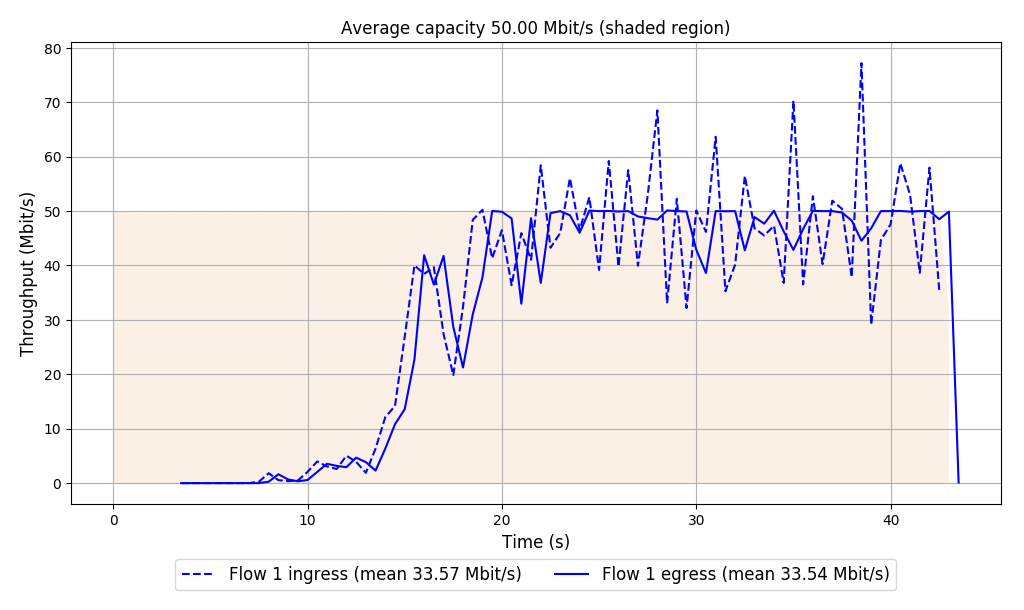 Average capacity 50.00 Mbit/s (shaded region)
80
70
60
50
40
30
20
10
0
Throughput (Mbit/s)
0 10 20 30 40
Time (s)
Flow 1 ingress (mean 33.57 Mbit/s) Flow 1 egress (mean 33.54 Mbit/s)